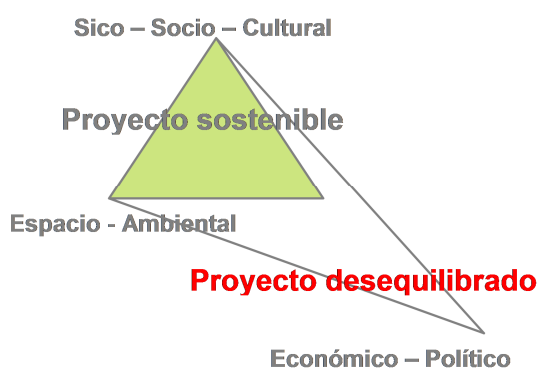 Sico – Socio – Cultural
Proyecto sostenible
Espacio - Ambiental
Proyecto desequilibrado
Económico – Político